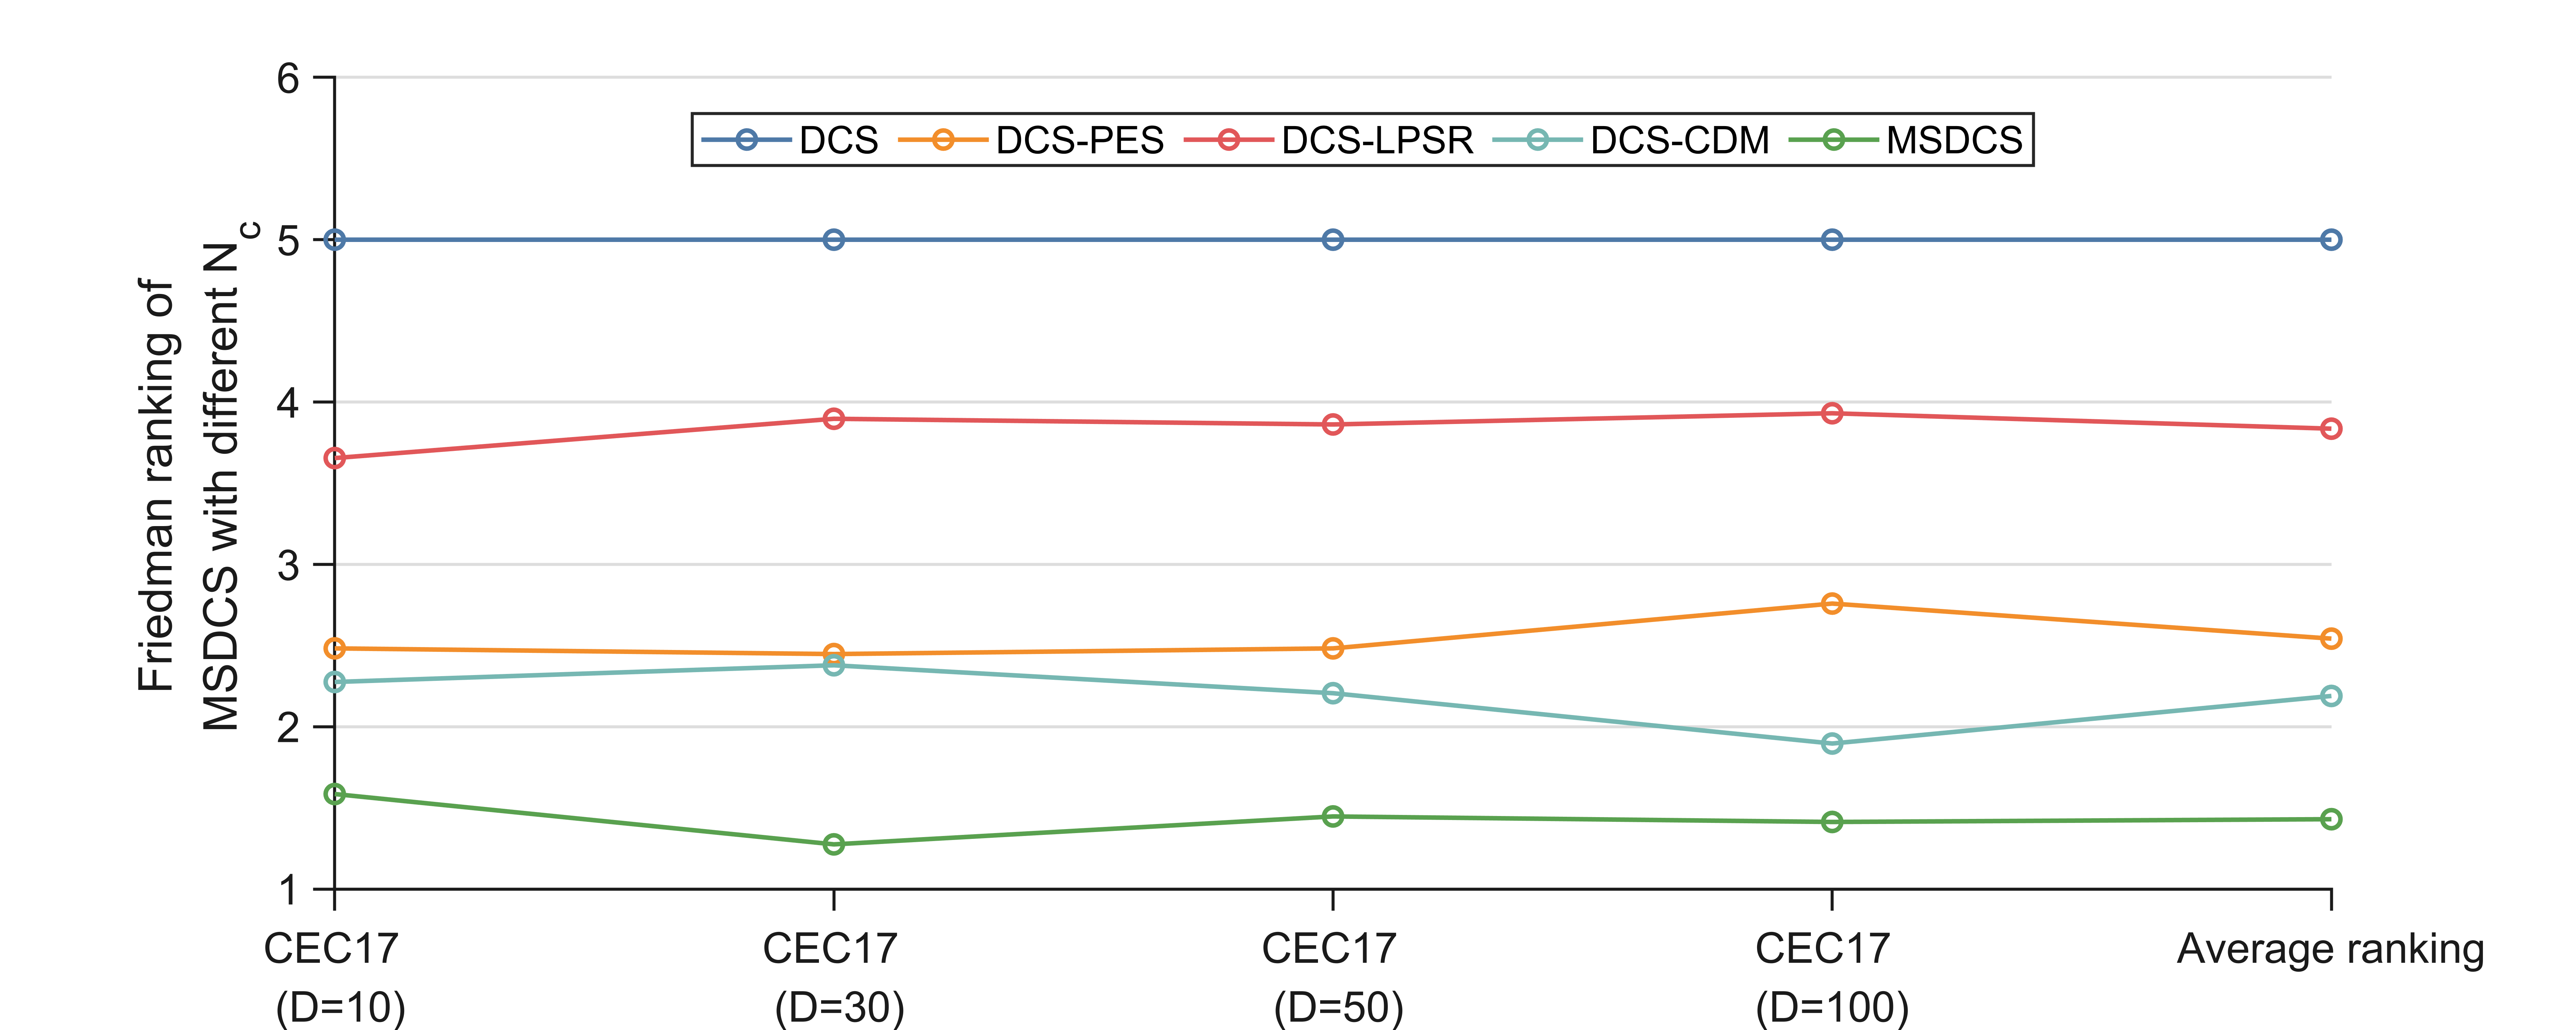 6
DCS DCS-PES DCS-LPSR DCS-CDM MSDCS
5
4
3
2
1
Friedman ranking of
MSDCS with different Nc
CEC17 CEC17 CEC17 CEC17 Average ranking
(D=10) (D=30) (D=50) (D=100)